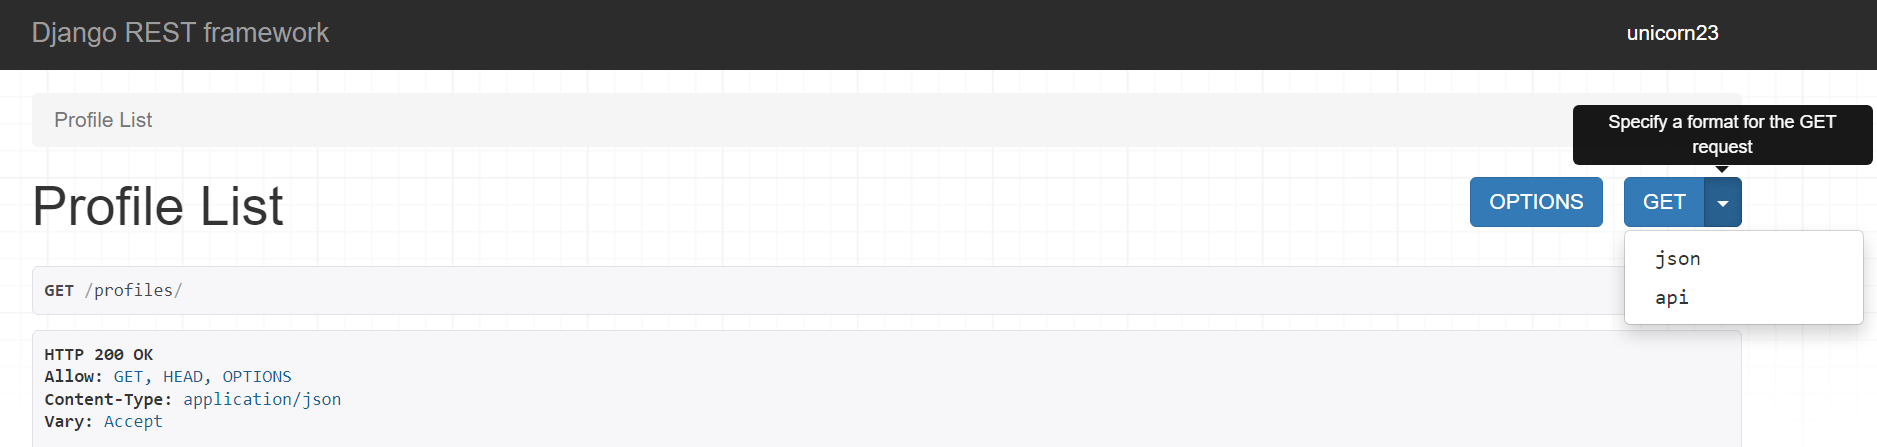 Django REST framework
unicorn23
Profile List
Specify a format for the GET
request
Profile List
OPTIONS
GET
json
api
GET /profiles/
HTTP 200 OK
Allow: GET, HEAD, OPTIONS
Content-Type: application/json
Vary: Accept